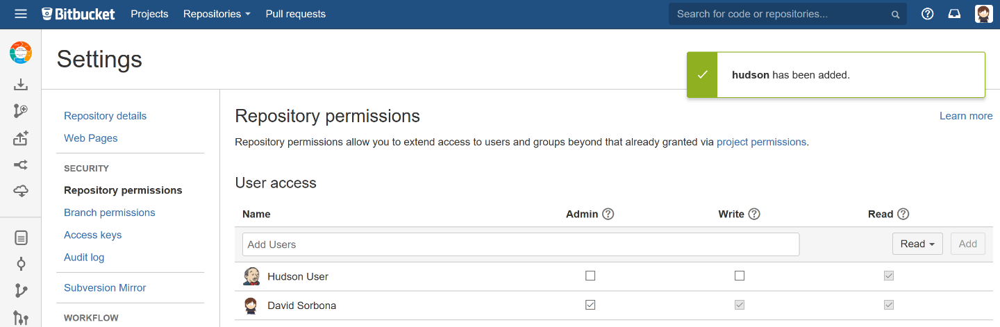 Bitbucket Projects Repositories Pull requests Search for code or repositories...
Settings
hudson has been added.
Repository details
Web Pages
SECURITY
Repository permissions
Branch permissions
Access keys
Audit log
Subversion Mirror
WORKFLOW
Repository permissions
Learn more
Repository permissions allow you to extend access to users and groups beyond that already granted via project permissions.
User access
Name Admin Write Read
Add Users Read Add
Hudson User
David Sorbona